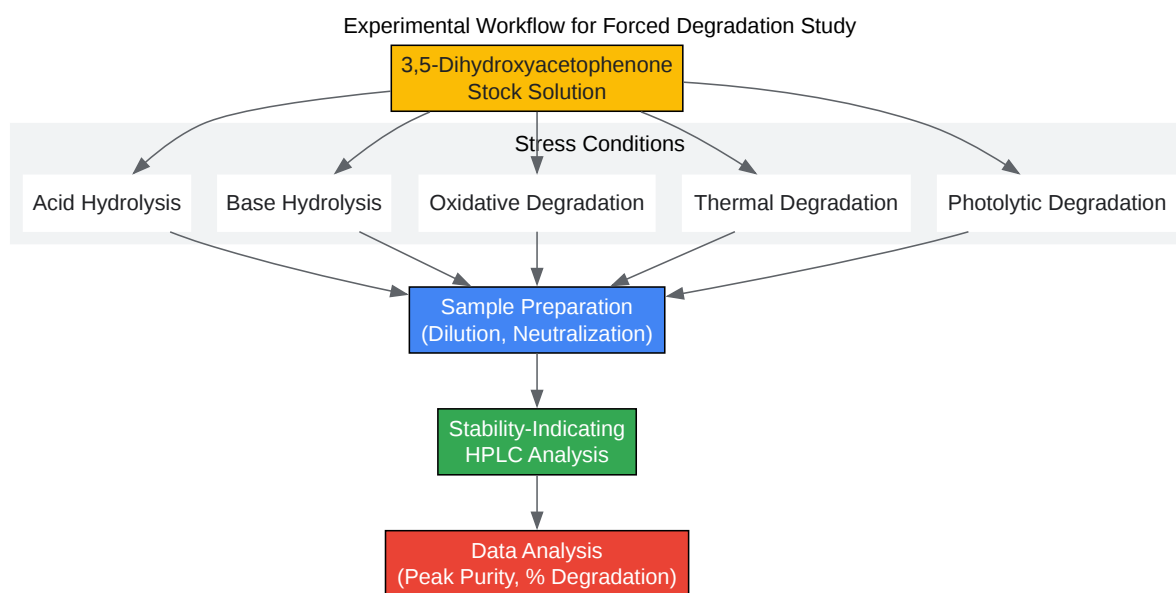 Experimental Workflow for Forced Degradation Study
3,5-Dihydroxyacetophenone
Stock Solution
Stress Conditions
Acid Hydrolysis
Base Hydrolysis
Oxidative Degradation
Thermal Degradation
Photolytic Degradation
Sample Preparation
(Dilution, Neutralization)
Stability-Indicating
HPLC Analysis
Data Analysis
(Peak Purity, % Degradation)